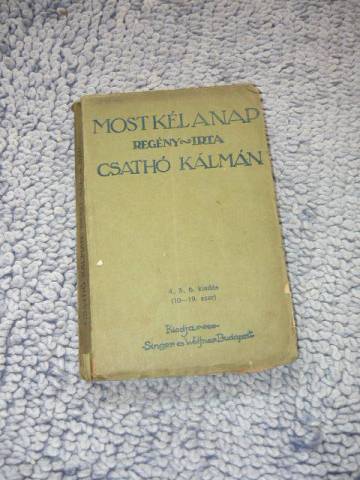 MOST KÉL A NAP
REGÉNY~IRTA
CSATHÓ KÁLMÁN
4, 5, 6. kiadás
(10—19. ezer)
Kiadja
Singer és Wolfner Budapest